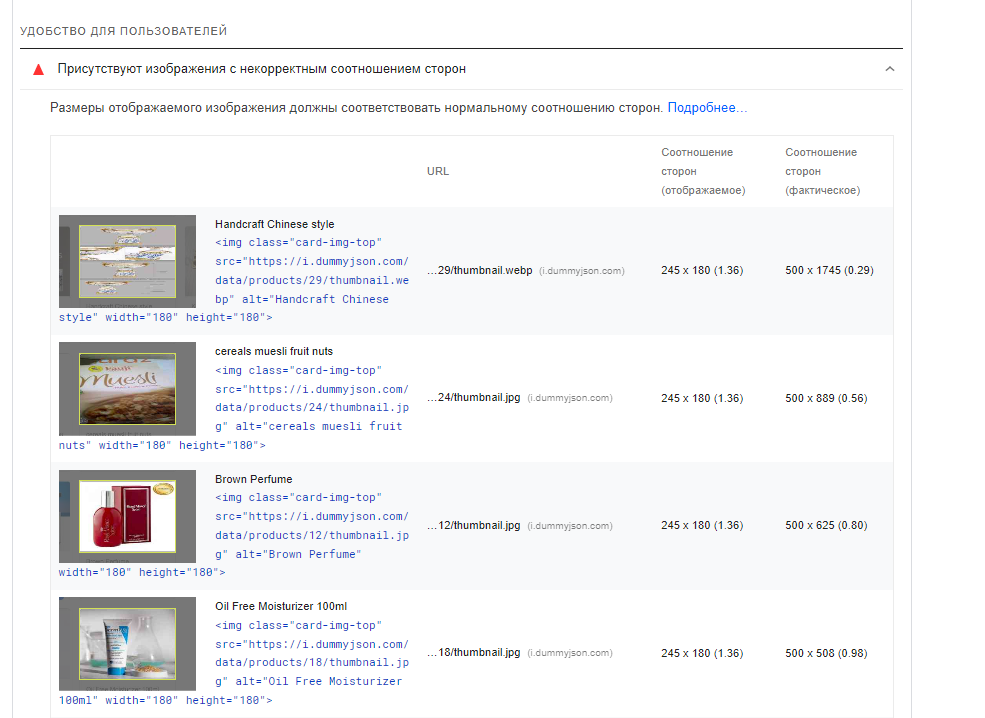 УДОБСТВО ДЛЯ ПОЛЬЗОВАТЕЛЕЙ
Присутствуют изображения с некорректным соотношением сторон
Размеры отображаемого изображения должны соответствовать нормальному соотношению сторон. Подробнее…
URL
Соотношение
сторон
(отображаемое)
Соотношение
сторон
(фактическое)
Handcraft Chinese style
<img class="card-img-top"
src="https://i.dummyjson.com/
data/products/29/thumbnail.we
bp" alt="Handcraft Chinese
style" width="180" height="180">
…29/thumbnail.webp (i.dummyjson.com)
245 x 180 (1.36)
500 x 1745 (0.29)
Muesli
cereals muesli fruit nuts
<img class="card-img-top"
src="https://i.dummyjson.com/
data/products/24/thumbnail.jp
g" alt="cereals muesli fruit
nuts" width="180" height="180">
…24/thumbnail.jpg (i.dummyjson.com)
245 x 180 (1.36)
500 x 889 (0.56)
Brown Perfume
<img class="card-img-top"
src="https://i.dummyjson.com/
data/products/12/thumbnail.jp
g" alt="Brown Perfume"
width="180" height="180">
…12/thumbnail.jpg (i.dummyjson.com)
245 x 180 (1.36)
500 x 625 (0.80)
Oil Free Moisturizer 100ml
<img class="card-img-top"
src="https://i.dummyjson.com/
data/products/18/thumbnail.jp
g" alt="Oil Free Moisturizer
100ml" width="180" height="180">
…18/thumbnail.jpg (i.dummyjson.com)
245 x 180 (1.36)
500 x 508 (0.98)